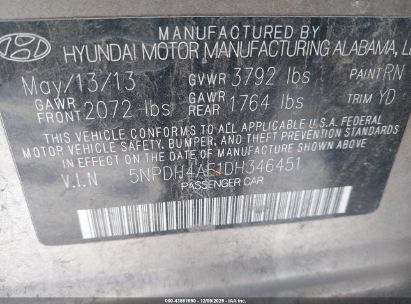 MANUFACTURED BY
HYUNDAI MOTOR MANUFACTURING ALABAMA, L
May/13/13 GVWR 3792 lbs PAINT RN
GAWR FRONT 2072 lbs GAWR REAR 1764 lbs TRIM YD
THIS VEHICLE CONFORMS TO ALL APPLICABLE U.S.A FEDERAL
MOTOR VEHICLE SAFETY, BUMPER, AND THEFT PREVENTION STANDARDS
IN EFFECT ON THE DATE OF MANUFACTURE SHOWN ABOVE.
V.I.N 5NPDH4AE1DH346451
PASSENGER CAR